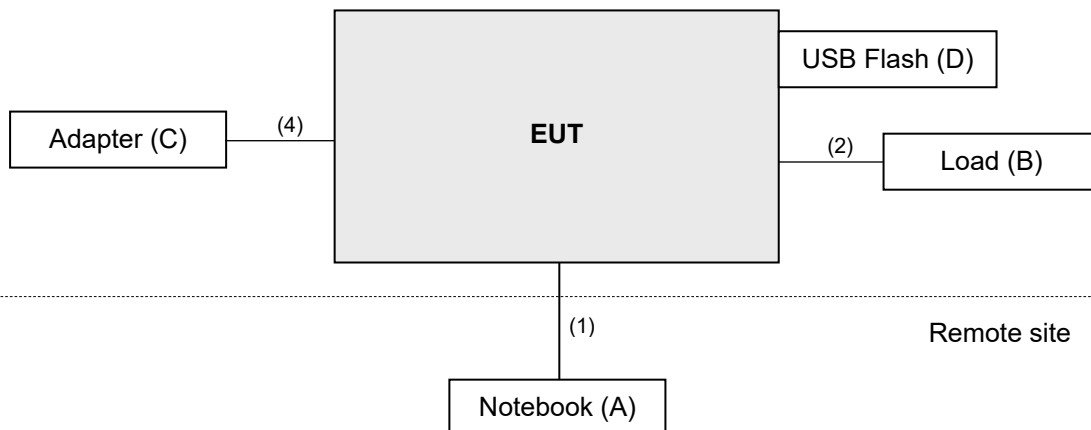 USB Flash (D)
Adapter (C)
(4)
EUT
(2)
Load (B)
(1)
Remote site
Notebook (A)